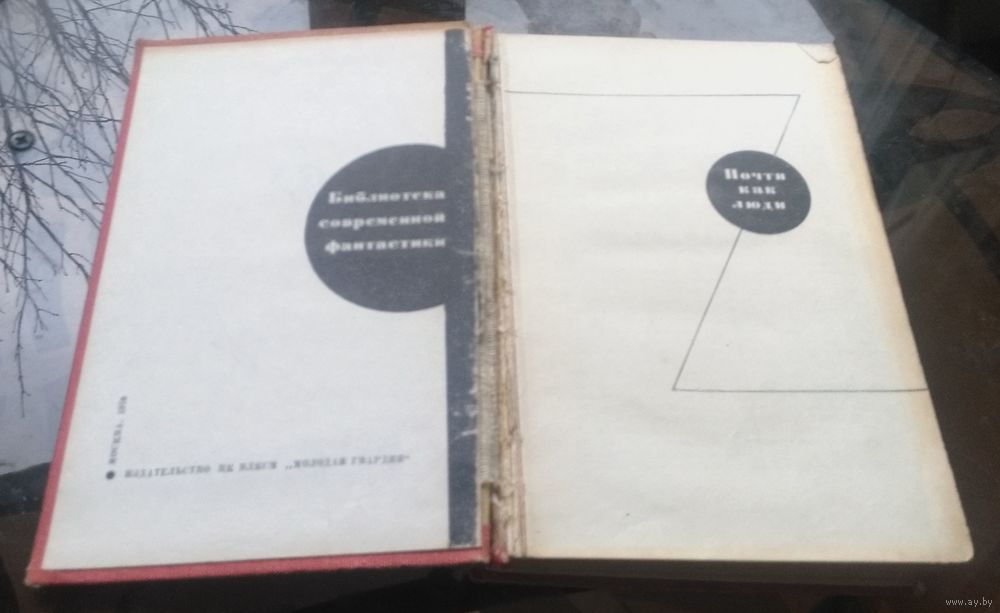 Библиотека
современной
фантастики
МОСКВА, 1970
ИЗДАТЕЛЬСТВО ЦК ВЛКСМ „МОЛОДАЯ ГВАРДИЯ“
Почти
как
люди
www.ay.by